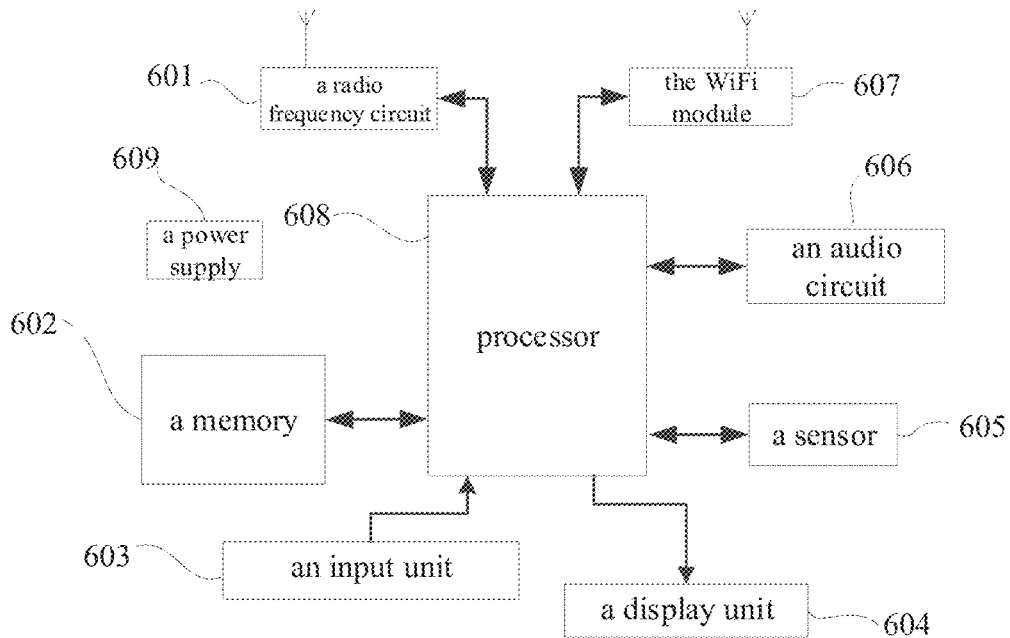 601
a radio
frequency circuit
the WiFi
module
607
609
a power
supply
608
606
an audio
circuit
602
a memory
processor
a sensor
605
603
an input unit
a display unit
604